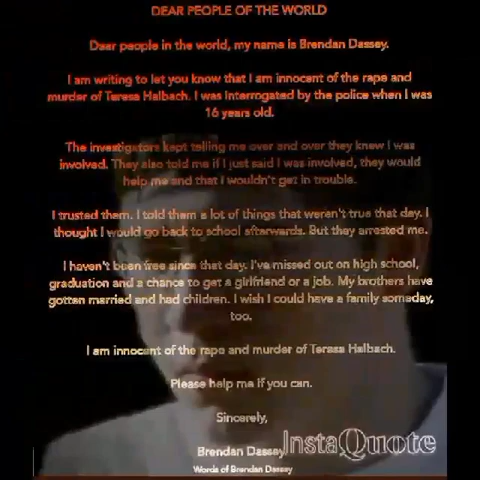 DEAR PEOPLE OF THE WORLD
Dear people in the world, my name is Brendan Dassey.
I am writing to let you know that I am innocent of the rape and
murder of Teresa Halbach. I was interrogated by the police when I was
16 years old.
The investigators kept telling me over and over they knew I was
involved. They also told me if I just said I was involved, they would
help me and that I wouldn't get in trouble.
I trusted them. I told them a lot of things that weren't true that day. I
thought I would go back to school afterwards. But they arrested me.
I haven't been free since that day. I've missed out on high school,
graduation and a chance to get a girlfriend or a job. My brothers have
gotten married and had children. I wish I could have a family someday,
too.
I am innocent of the rape and murder of Teresa Halbach.
Please help me if you can.
Sincerely,
Brendan Dassey
InstaQuote
Words of Brendan Dassey